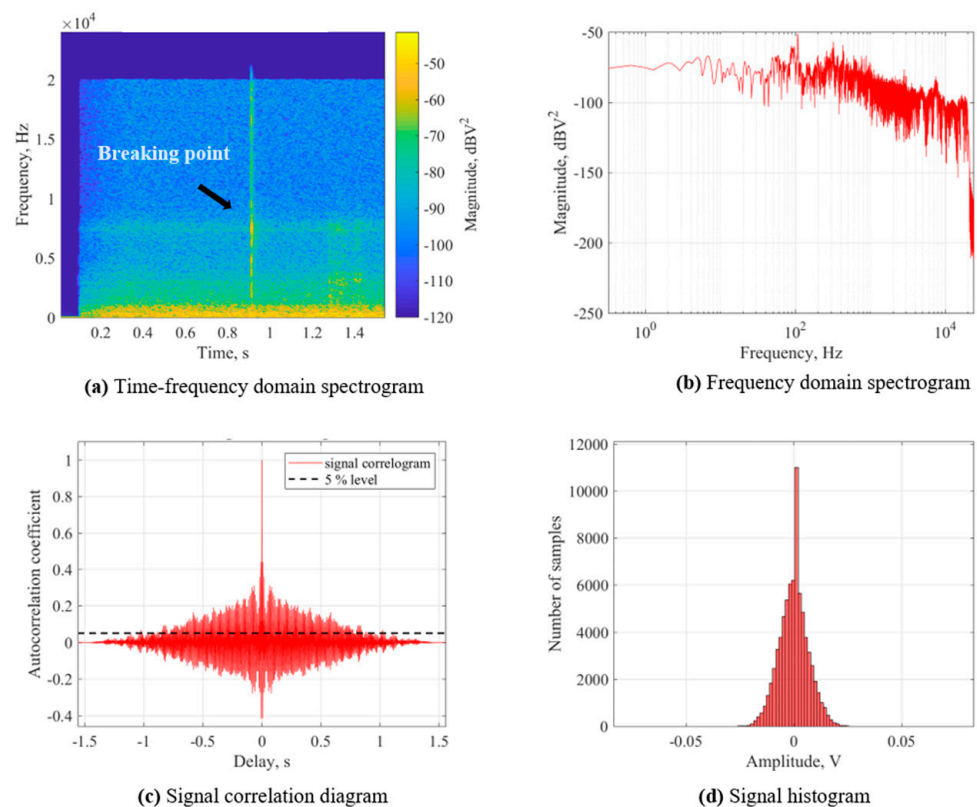 ×10⁴
2
1.5
1
0.5
0
Frequency, Hz
0.2 0.4 0.6 0.8 1 1.2 1.4
Time, s
Breaking point
-50
-60
-70
-80
-90
-100
-110
-120
Magnitude, dBV²
(a) Time-frequency domain spectrogram
-50
-100
-150
-200
-250
Magnitude, dBV²
10⁰ 10² 10⁴
Frequency, Hz
(b) Frequency domain spectrogram
1
0.8
0.6
0.4
0.2
0
-0.2
-0.4
Autocorrelation coefficient
signal correlogram
5 % level
-1.5 -1 -0.5 0 0.5 1 1.5
Delay, s
(c) Signal correlation diagram
12000
10000
8000
6000
4000
2000
0
Number of samples
-0.05 0 0.05
Amplitude, V
(d) Signal histogram